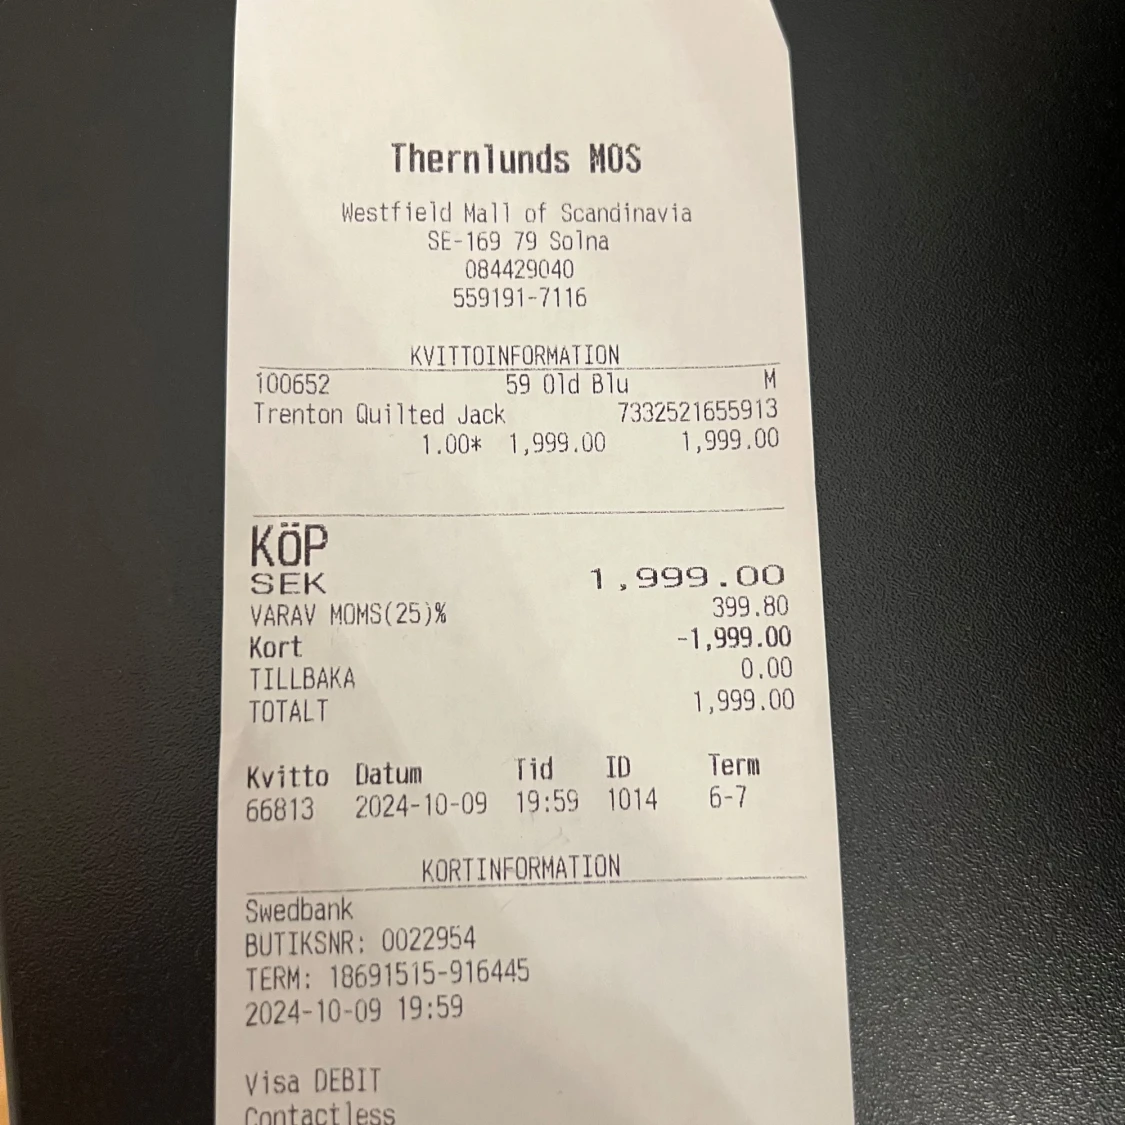 Thernlunds MOS
Westfield Mall of Scandinavia
SE-169 79 Solna
084429040
559191-7116
KVITTOINFORMATION
100652 59 Old Blu M
Trenton Quilted Jack 7332521655913
1.00* 1,999.00 1,999.00
KÖP
SEK 1,999.00
VARAV MOMS(25)% 399.80
Kort -1,999.00
TILLBAKA 0.00
TOTALT 1,999.00
Kvitto Datum Tid ID Term
66813 2024-10-09 19:59 1014 6-7
KORTINFORMATION
Swedbank
BUTIKSNR: 0022954
TERM: 18691515-916445
2024-10-09 19:59
Visa DEBIT
Contactless